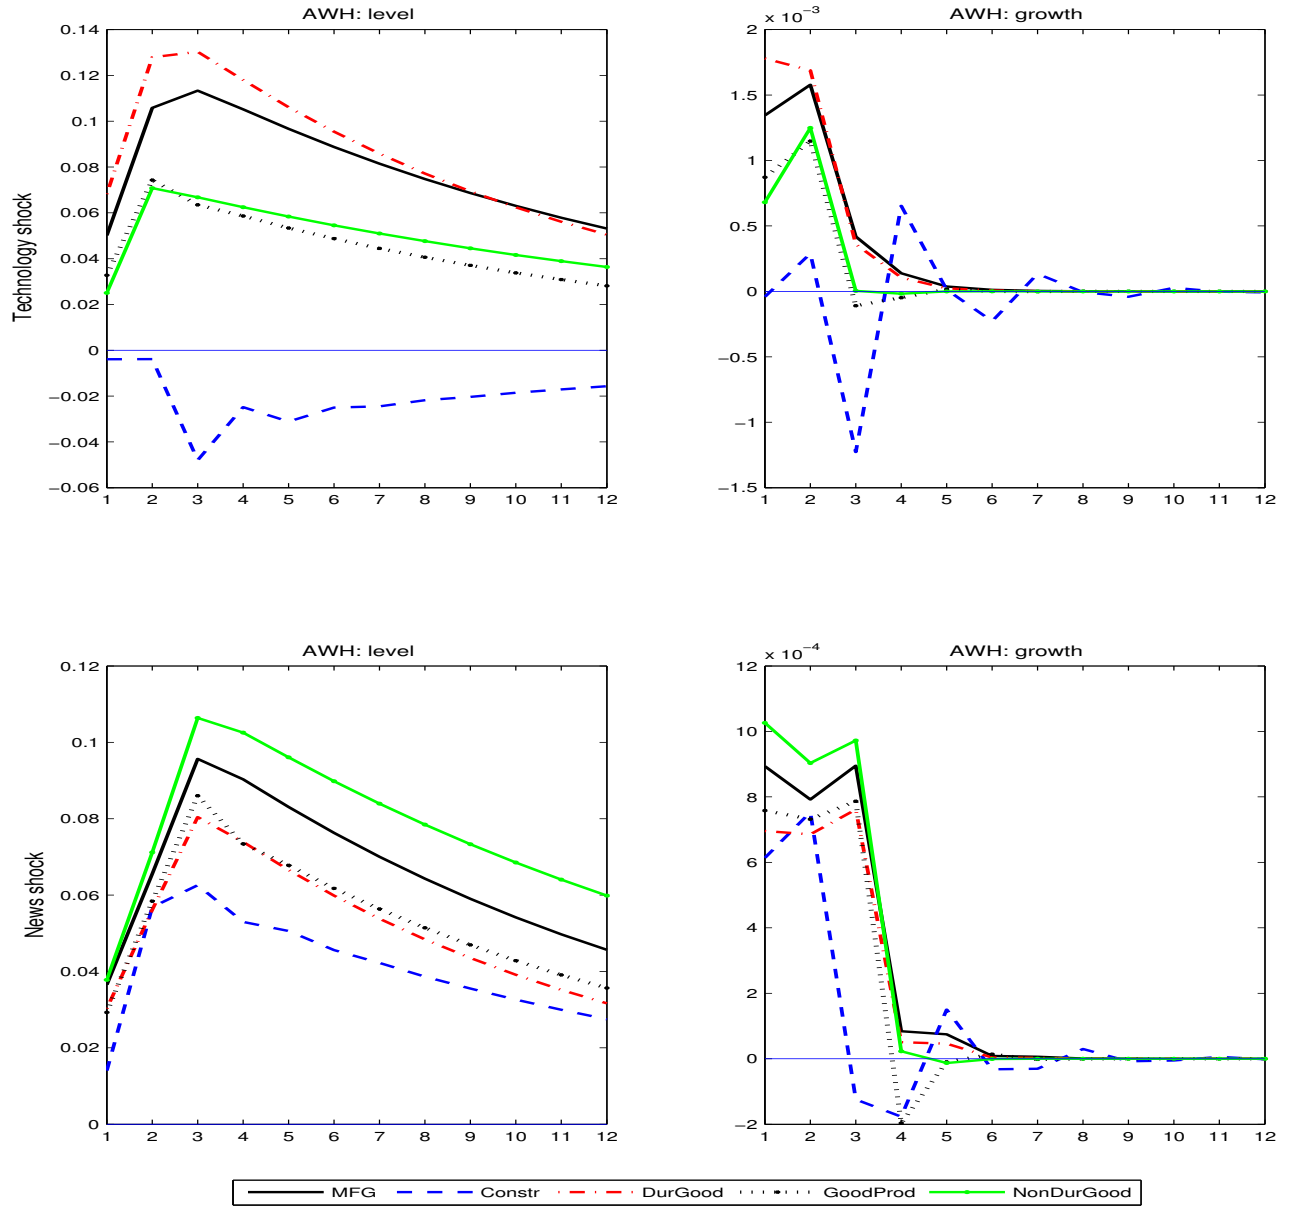 AWH: level
0.14
0.12
0.1
0.08
0.06
0.04
0.02
0
−0.02
−0.04
−0.06
1 2 3 4 5 6 7 8 9 10 11 12
Technology shock
AWH: growth
x 10−3
2
1.5
1
0.5
0
−0.5
−1
−1.5
1 2 3 4 5 6 7 8 9 10 11 12
AWH: level
0.12
0.1
0.08
0.06
0.04
0.02
0
1 2 3 4 5 6 7 8 9 10 11 12
News shock
AWH: growth
x 10−4
12
10
8
6
4
2
0
−2
1 2 3 4 5 6 7 8 9 10 11 12
MFG Constr DurGood GoodProd NonDurGood